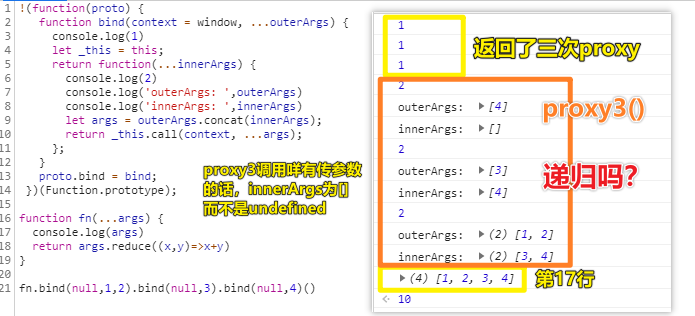 1 !(function(proto) {
2 function bind(context = window, ...outerArgs) {
3 console.log(1)
4 let _this = this;
5 return function(...innerArgs) {
6 console.log(2)
7 console.log('outerArgs: ',outerArgs)
8 console.log('innerArgs: ',innerArgs)
9 let args = outerArgs.concat(innerArgs);
10 return _this.call(context, ...args);
11 };
12 }
13 proto.bind = bind;
14 })(Function.prototype);
15
16 function fn(...args) {
17
18 console.log(args)
18 return args.reduce((x,y)=>x+y)
19 }
20
21 fn.bind(null,1,2).bind(null,3).bind(null,4)()
proxy3调用咩有传参数
的话，innerArgs为[]
而不是undefined
1
1
1
返回了三次proxy
2
outerArgs: ▶ [4]
innerArgs: ▶ []
2
outerArgs: ▶ [3]
innerArgs: ▶ [4]
2
outerArgs: ▶ (2) [1, 2]
innerArgs: ▶ (2) [3, 4]
proxy3()
递归吗？
▶ (4) [1, 2, 3, 4]
第17行
10